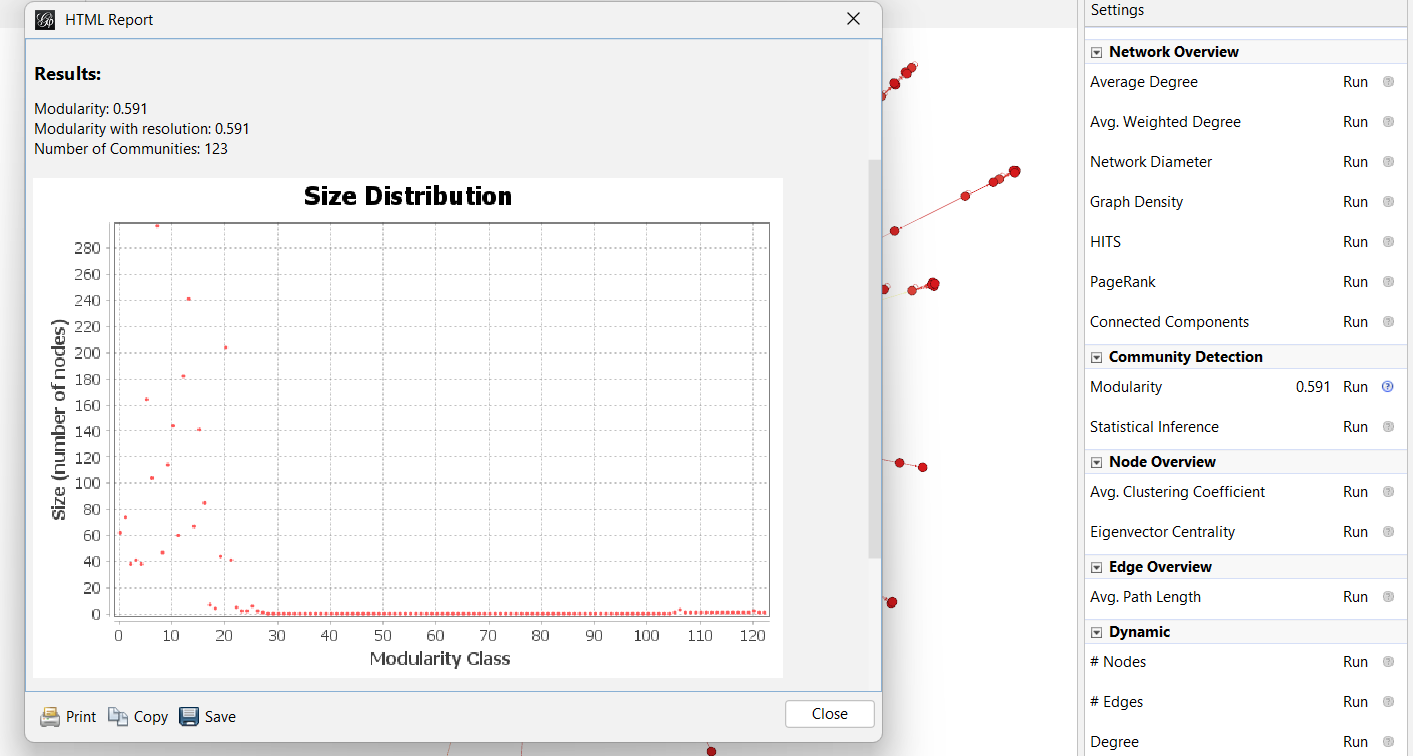 HTML Report
Results:
Modularity: 0.591
Modularity with resolution: 0.591
Number of Communities: 123
Size Distribution
Size (number of nodes)
280
260
240
220
200
180
160
140
120
100
80
60
40
20
0
0 10 20 30 40 50 60 70 80 90 100 110 120
Modularity Class
Print Copy Save Close
Settings
Network Overview
Average Degree Run
Avg. Weighted Degree Run
Network Diameter Run
Graph Density Run
HITS Run
PageRank Run
Connected Components Run
Community Detection
Modularity 0.591 Run
Statistical Inference Run
Node Overview
Avg. Clustering Coefficient Run
Eigenvector Centrality Run
Edge Overview
Avg. Path Length Run
Dynamic
# Nodes Run
# Edges Run
Degree Run